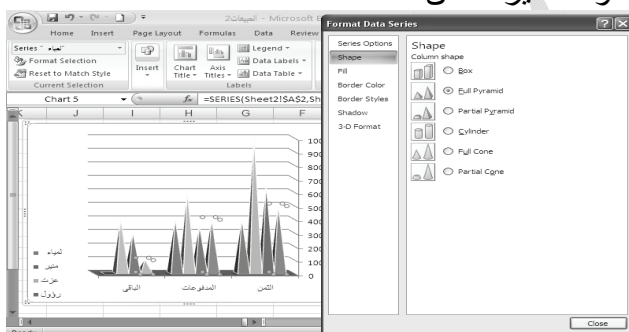 المبيعات2 - Microsoft E
Home Insert Page Layout Formulas Data Review
Series "لمياء"
Format Selection
Reset to Match Style
Current Selection
Insert
Chart Title
Axis Titles
Legend
Data Labels
Data Table
Labels
Chart 5
fx =SERIES(Sheet2!$A$2,Sh
J I H G F
100
900
800
700
600
500
400
300
200
100
0
لمياء
منير
عزت
رؤول
الباقى المدفوعات الثمن
Format Data Series
Series Options
Shape
Fill
Border Color
Border Styles
Shadow
3-D Format
Shape
Column shape
Box
Full Pyramid
Partial Pyramid
Cylinder
Full Cone
Partial Cone
Close